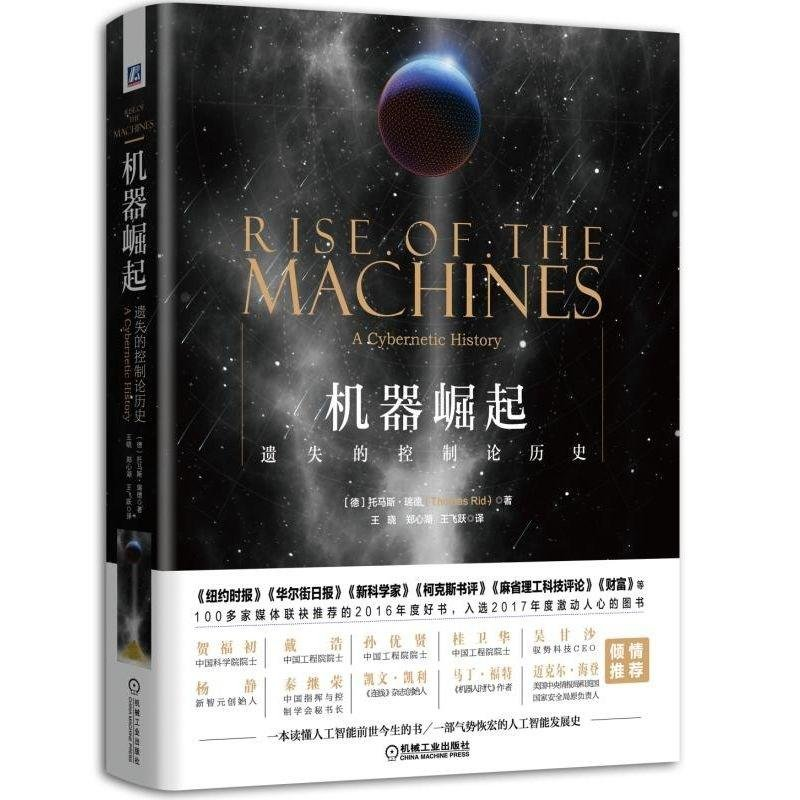 RISE OF
THE
MACHINES
机器崛起
遗失的控制论历史
A Cybernetic History
［德］托马斯·瑞德◎著
王晓 郑心湖 王飞跃◎译
机械工业出版社
CHINA MACHINE PRESS
RISE OF THE
MACHINES
A Cybernetic History
机器崛起
遗失的控制论历史
［德］托马斯·瑞德（Thomas Rid）◎著
王晓 郑心湖 王飞跃◎译
《纽约时报》《华尔街日报》《新科学家》《柯克斯书评》《麻省理工科技评论》《财富》等
100多家媒体联袂推荐的2016年度好书，入选2017年度激动人心的图书
贺福初
中国科学院院士
戴浩
中国工程院院士
孙优贤
中国工程院院士
桂卫华
中国工程院院士
吴甘沙
驭势科技CEO
杨静
新智元创始人
秦继荣
中国指挥与控
制学会秘书长
凯文·凯利
《连线》杂志创始人
马丁·福特
《机器人时代》作者
迈克尔·海登
美国中央情报局和美国
国家安全局原负责人
倾情
推荐
一本读懂人工智能前世今生的书／一部气势恢宏的人工智能发展史
机械工业出版社
CHINA MACHINE PRESS